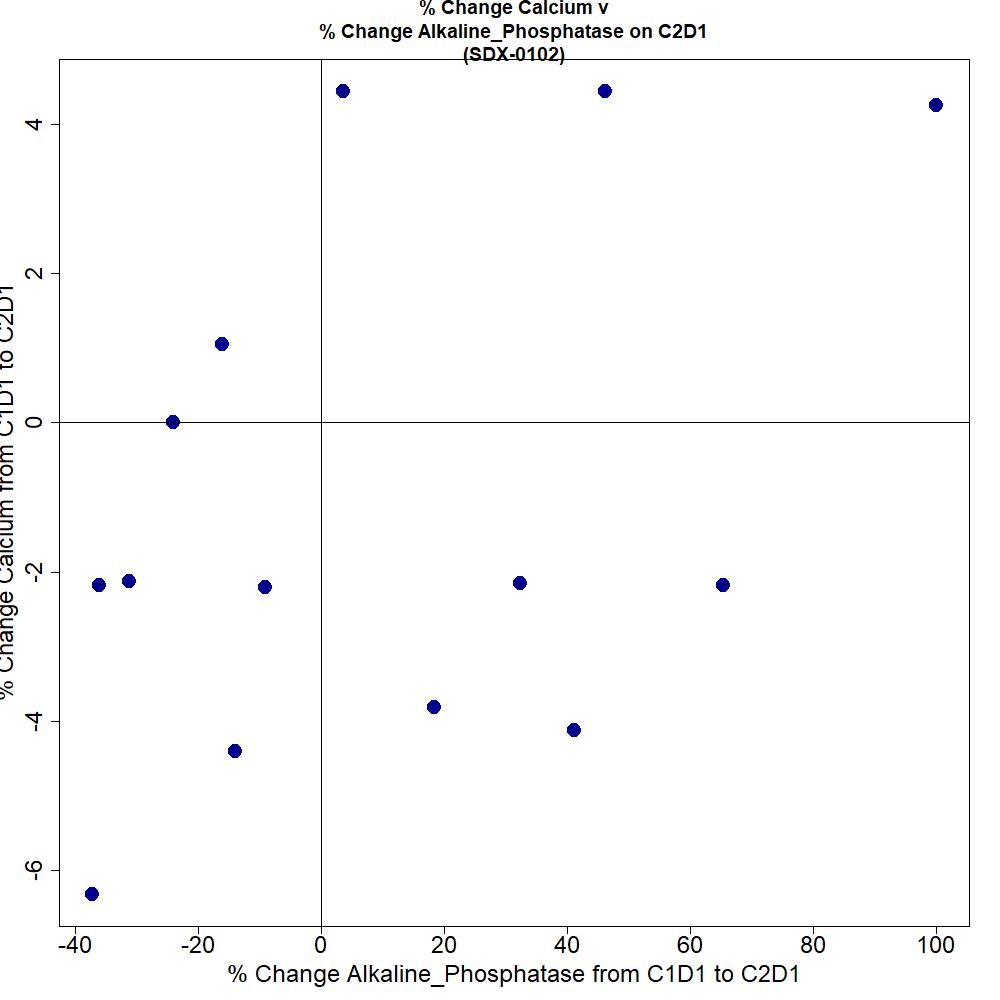 % Change Calcium v
% Change Alkaline_Phosphatase on C2D1
(SDX-0102)
% Change Calcium from C1D1 to C2D1
4
2
0
-2
-4
-6
-40 -20 0 20 40 60 80 100
% Change Alkaline_Phosphatase from C1D1 to C2D1